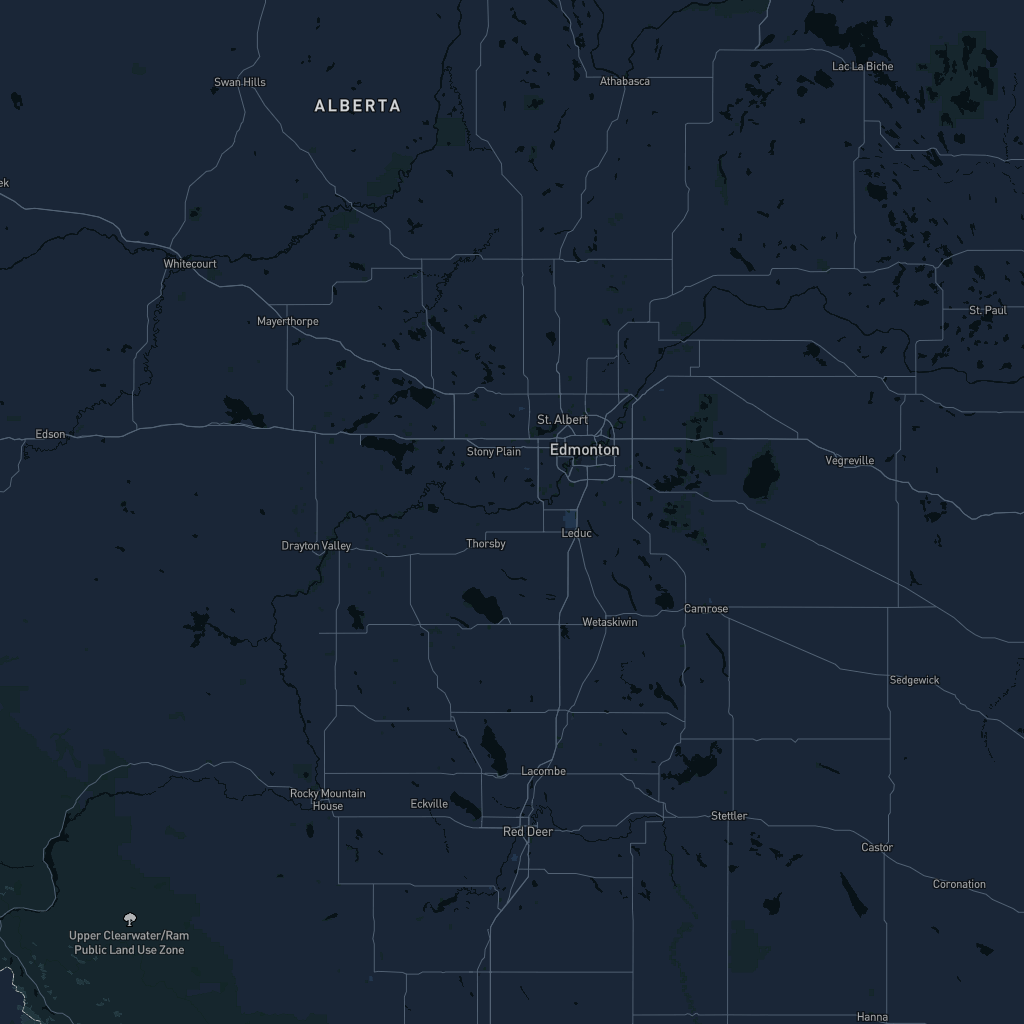 Lac La Biche
Swan Hills
Athabasca
ALBERTA
ek
Whitecourt
St. Paul
Mayerthorpe
St. Albert
Edson
Stony Plain
Edmonton
Vegreville
Leduc
Drayton Valley
Thorsby
Camrose
Wetaskiwin
Sedgewick
Lacombe
Rocky Mountain
House
Eckville
Stettler
Red Deer
Castor
Coronation
Upper Clearwater/Ram
Public Land Use Zone
Hanna